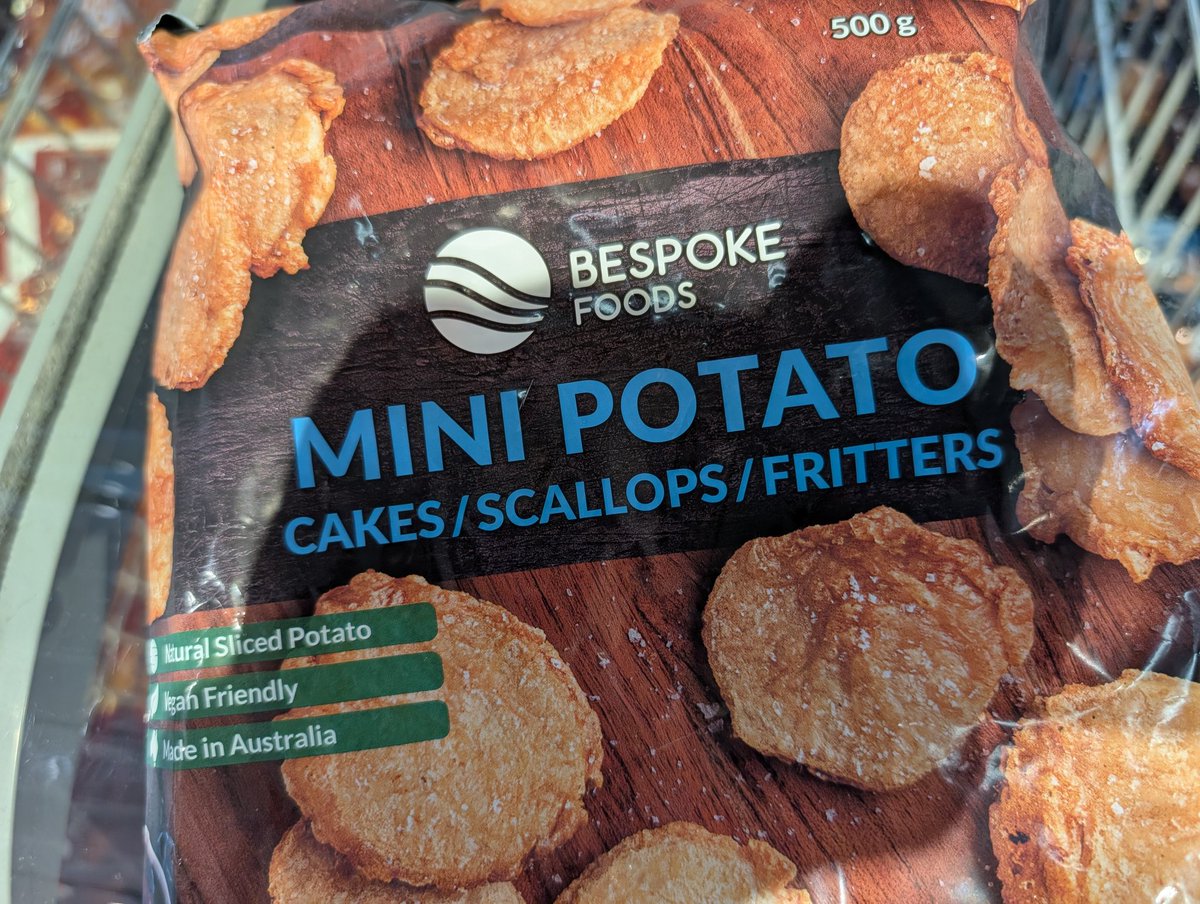 500 g
BESPOKE
FOODS
MINI POTATO
CAKES/SCALLOPS/FRITTERS
Natural Sliced Potato
Vegan Friendly
Made in Australia